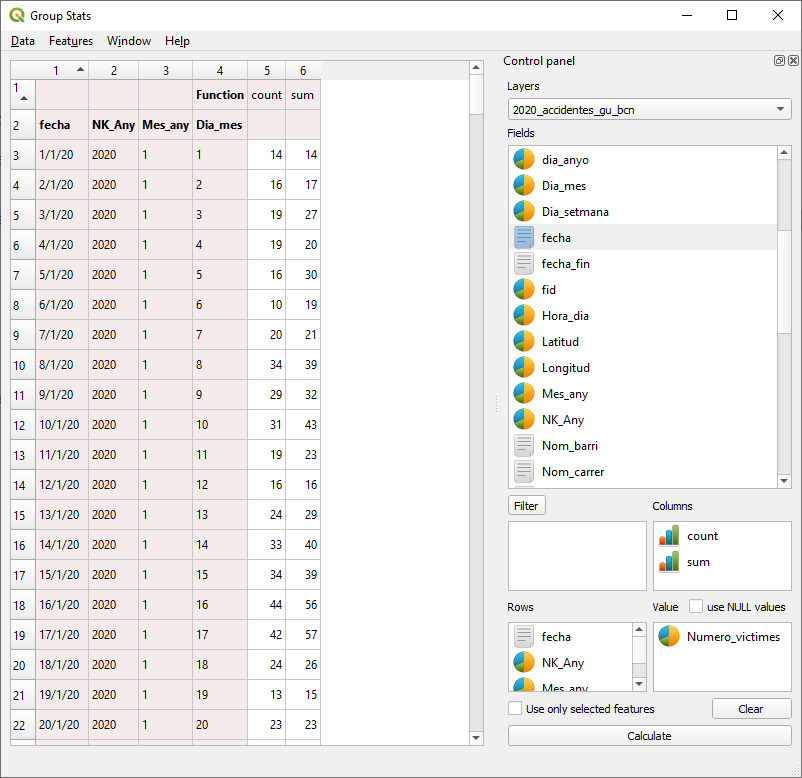 Group Stats
Data Features Window Help
1 2 3 4 5 6
1 Function count sum
2 fecha NK_Any Mes_any Dia_mes
3 1/1/20 2020 1 1 14 14
4 2/1/20 2020 1 2 16 17
5 3/1/20 2020 1 3 19 27
6 4/1/20 2020 1 4 19 20
7 5/1/20 2020 1 5 16 30
8 6/1/20 2020 1 6 10 19
9 7/1/20 2020 1 7 20 21
10 8/1/20 2020 1 8 34 39
11 9/1/20 2020 1 9 29 32
12 10/1/20 2020 1 10 31 43
13 11/1/20 2020 1 11 19 23
14 12/1/20 2020 1 12 16 16
15 13/1/20 2020 1 13 24 29
16 14/1/20 2020 1 14 33 40
17 15/1/20 2020 1 15 34 39
18 16/1/20 2020 1 16 44 56
19 17/1/20 2020 1 17 42 57
20 18/1/20 2020 1 18 24 26
21 19/1/20 2020 1 19 13 15
22 20/1/20 2020 1 20 23 23
Control panel
Layers
2020_accidentes_gu_bcn
Fields
dia_anyo
Dia_mes
Dia_setmana
fecha
fecha_fin
fid
Hora_dia
Latitud
Longitud
Mes_any
NK_Any
Nom_barri
Nom_carrer
Filter
Columns
count
sum
Rows
fecha
NK_Any
Mes_any
Value use NULL values
Numero_victimes
Use only selected features Clear
Calculate